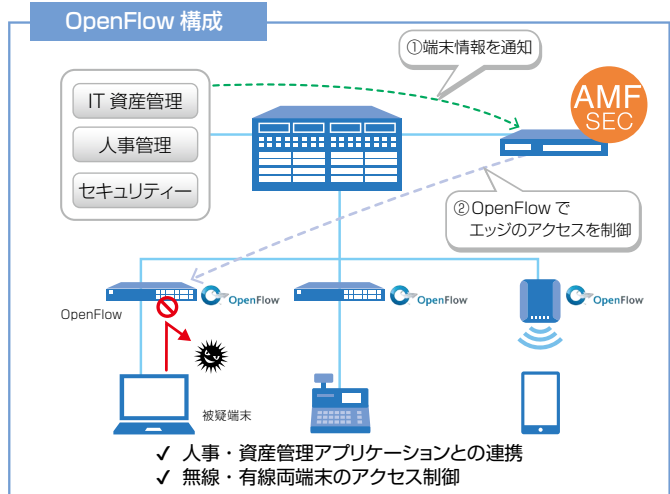 OpenFlow 構成
①端末情報を通知
IT 資産管理
人事管理
セキュリティー
AMF
SEC
②OpenFlow で
エッジのアクセスを制御
OpenFlow
OpenFlow
OpenFlow
OpenFlow
被疑端末
✓ 人事・資産管理アプリケーションとの連携
✓ 無線・有線両端末のアクセス制御